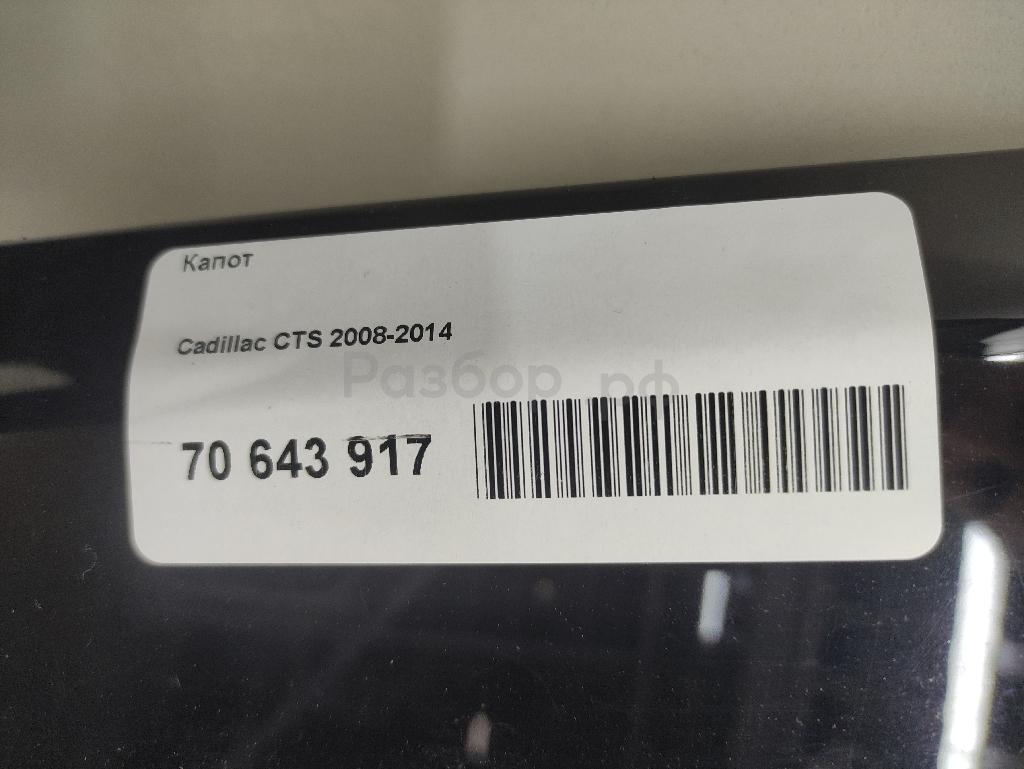 Капот
Cadillac CTS 2008-2014
Разбор.рф
70 643 917